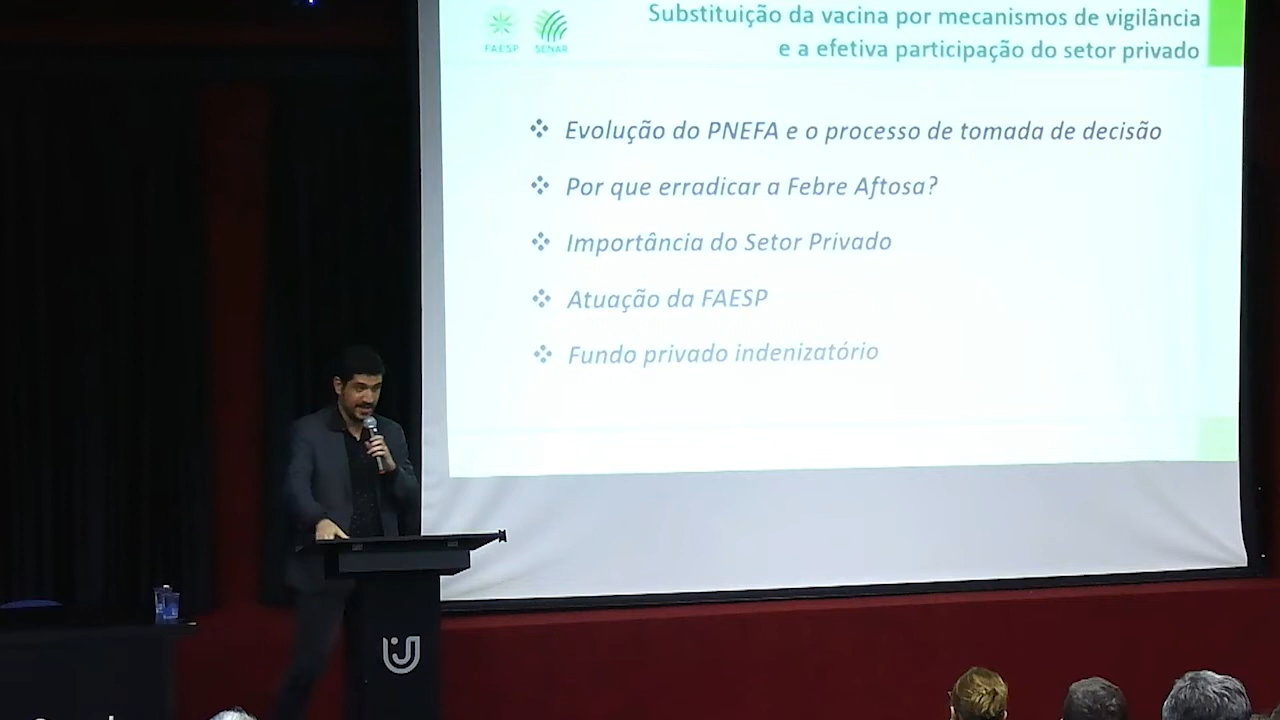 FAESP SENAR
Substituição da vacina por mecanismos de vigilância
e a efetiva participação do setor privado
Evolução do PNEFA e o processo de tomada de decisão
Por que erradicar a Febre Aftosa?
Importância do Setor Privado
Atuação da FAESP
Fundo privado indenizatório